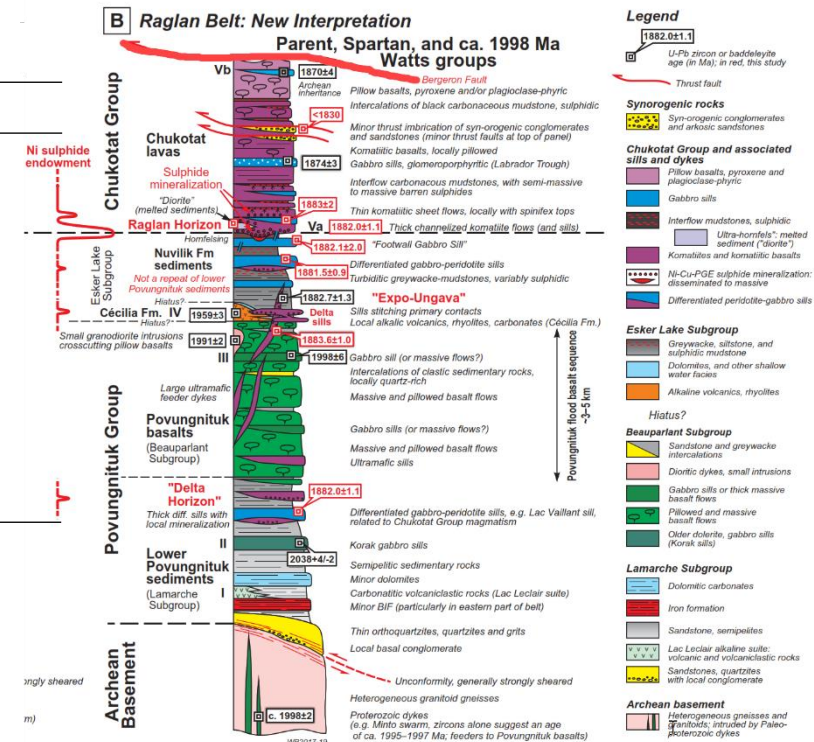 B Raglan Belt: New Interpretation
Parent, Spartan, and ca. 1998 Ma
Watts groups
Bergeron Fault
Chukotat Group
Vb
1870±4
Archean
inheritance
Pillow basalts, pyroxene and/or plagioclase-phyric
Intercalations of black carbonaceous mudstone, sulphidic
<1830
Minor thrust imbrication of syn-orogenic conglomerates
and sandstones (minor thrust faults at top of panel)
Chukotat
lavas
Komatiitic basalts, locally pillowed
1874±3
Gabbro sills, glomeroporphyritic (Labrador Trough)
Ni sulphide
endowment
Sulphide
mineralization
Interflow carbonacous mudstones, with semi-massive
to massive barren sulphides
"Diorite"
(melted sediments)
1883±2
Thin komatiitic sheet flows, locally with spinifex tops
Raglan Horizon
Va
1882.0±1.1
Thick channelized komatiite flows (and sills)
Hornfelsing
1882.1±2.0
"Footwall Gabbro Sill"
Esker Lake
Subgroup
Nuvilik Fm
sediments
Differentiated gabbro-peridotite sills
1881.5±0.9
Turbiditic greywacke-mudstones, variably sulphidic
Not a repeat of lower
Povungnituk sediments
Hiatus?
1882.7±1.3
"Expo-Ungava"
Cécilia Fm. IV
1959±3
Delta
sills
Sills stitching primary contacts
Local alkalic volcanics, rhyolites, carbonates (Cécilia Fm.)
Hiatus?
Small granodiorite intrusions
crosscutting pillow basalts
1991±2
1883.6±1.0
III
1998±6
Gabbro sill (or massive flows?)
Intercalations of clastic sedimentary rocks,
locally quartz-rich
Large ultramafic
feeder dykes
Massive and pillowed basalt flows
Povungnituk flood basalt sequence
~3–5 km
Povungnituk Group
Povungnituk
basalts
(Beauparlant
Subgroup)
Gabbro sills (or massive flows?)
Massive and pillowed basalt flows
Ultramafic sills
"Delta
Horizon"
1882.0±1.1
Thick diff. sills with
local mineralization
Differentiated gabbro-peridotite sills, e.g. Lac Vaillant sill,
related to Chukotat Group magmatism
II
Korak gabbro sills
2038+4/-2
Lower
Povungnituk
sediments
(Lamarche
Subgroup)
Semipelitic sedimentary rocks
Minor dolomites
I
Carbonatitic volcaniclastic rocks (Lac Leclair suite)
Minor BIF (particularly in eastern part of belt)
Thin orthoquartzites, quartzites and grits
Local basal conglomerate
Archean
Basement
Unconformity, generally strongly sheared
ongly sheared
Heterogeneous granitoid gneisses
c. 1998±2
Proterozoic dykes
(e.g. Minto swarm, zircons alone suggest an age
of ca. 1995–1997 Ma; feeders to Povungnituk basalts)
m)
Legend
1882.0±1.1
U-Pb zircon or baddeleyite
age (in Ma); in red, this study
Thrust fault
Synorogenic rocks
Syn-orogenic conglomerates
and arkosic sandstones
Chukotat Group and associated
sills and dykes
Pillow basalts, pyroxene and
plagioclase-phyric
Gabbro sills
Interflow mudstones, sulphidic
Ultra-hornfels": melted
sediment ("diorite")
Komatiites and komatiitic basalts
Ni-Cu-PGE sulphide mineralization:
disseminated to massive
Differentiated peridotite-gabbro sills
Esker Lake Subgroup
Greywacke, siltstone, and
sulphidic mudstone
Dolomites, and other shallow
water facies
Alkaline volcanics, rhyolites
Hiatus?
Beauparlant Subgroup
Sandstone and greywacke
intercalations
Dioritic dykes, small intrusions
Gabbro sills or thick massive
basalt flows
Pillowed and massive
basalt flows
Older dolerite, gabbro sills
(Korak sills)
Lamarche Subgroup
Dolomitic carbonates
Iron formation
Sandstone, semipelites
Lac Leclair alkaline suite:
volcanic and volcaniclastic rocks
Sandstones, quartzites
with local conglomerate
Archean basement
Heterogeneous gneisses and
granitoids; intruded by Paleo-
proterozoic dykes